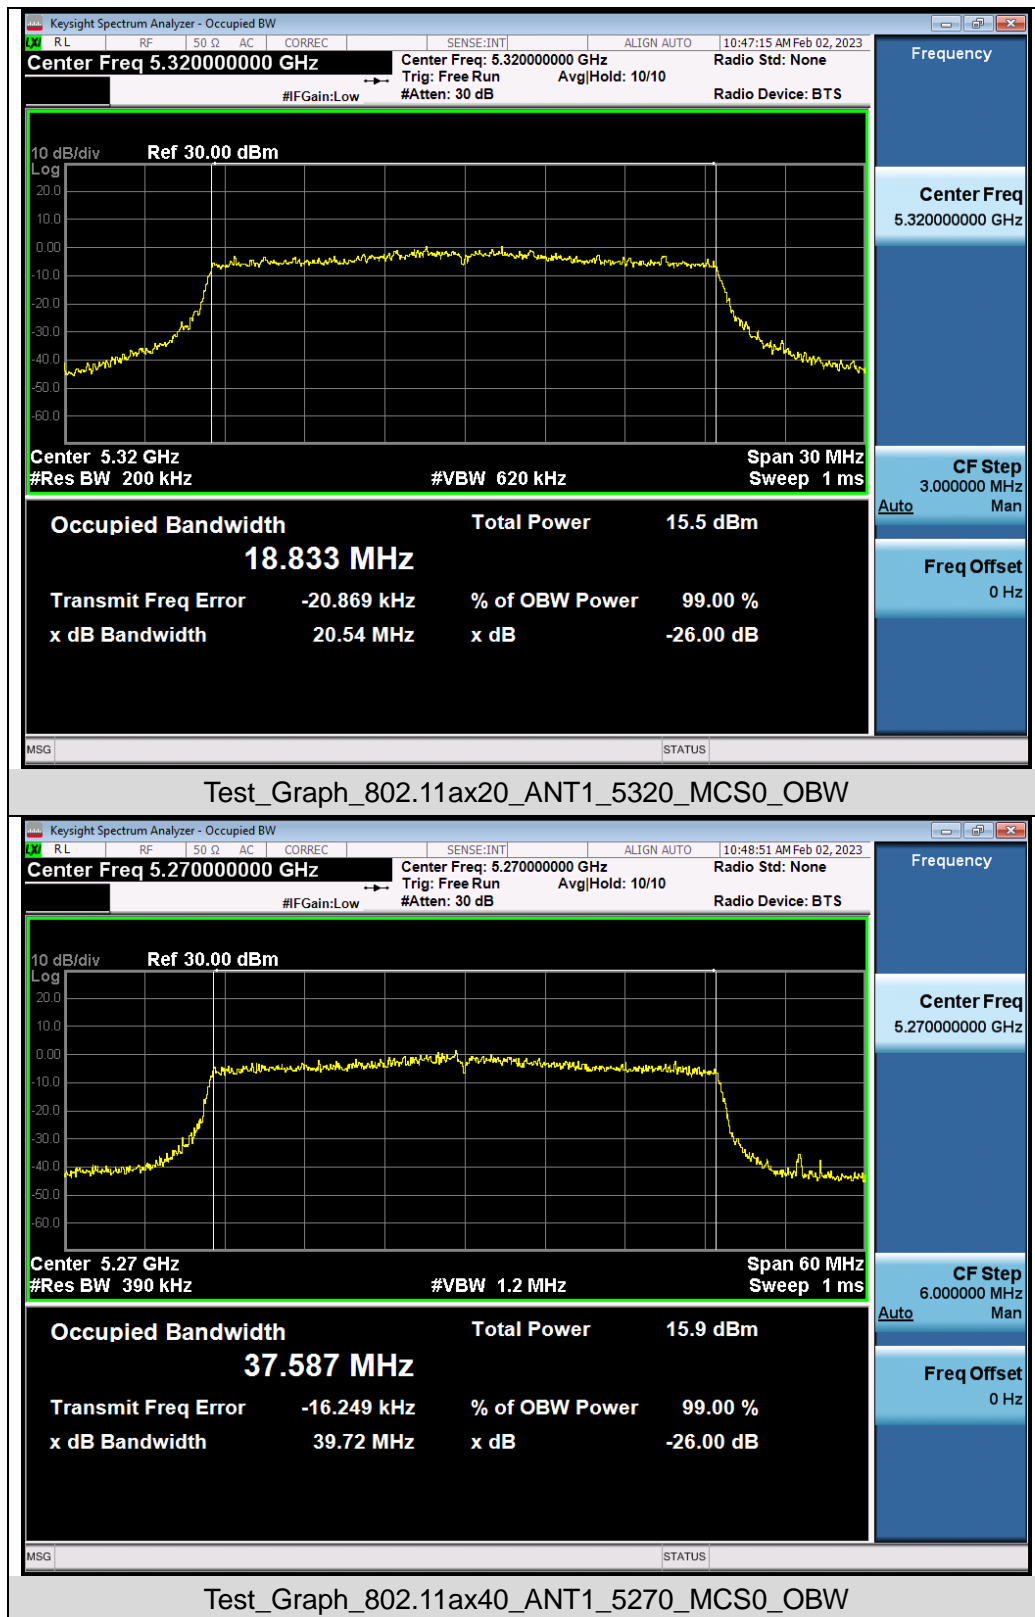 Keysight Spectrum Analyzer - Occupied BW
LXI RL RF 50 Ω AC CORREC SENSE:INT ALIGN AUTO 10:47:15 AM Feb 02, 2023
Center Freq 5.320000000 GHz
Center Freq: 5.320000000 GHz
Radio Std: None
Trig: Free Run Avg|Hold: 10/10
#IFGain:Low
#Atten: 30 dB
Radio Device: BTS
Frequency
10 dB/div Ref 30.00 dBm
Log
20.0
10.0
0.00
-10.0
-20.0
-30.0
-40.0
-50.0
-60.0
Center 5.32 GHz Span 30 MHz
#Res BW 200 kHz #VBW 620 kHz Sweep 1 ms
Center Freq
5.320000000 GHz
CF Step
3.000000 MHz
Auto Man
Freq Offset
0 Hz
Occupied Bandwidth Total Power 15.5 dBm
18.833 MHz
Transmit Freq Error -20.869 kHz % of OBW Power 99.00 %
x dB Bandwidth 20.54 MHz x dB -26.00 dB
MSG STATUS
Test_Graph_802.11ax20_ANT1_5320_MCS0_OBW
Keysight Spectrum Analyzer - Occupied BW
LXI RL RF 50 Ω AC CORREC SENSE:INT ALIGN AUTO 10:48:51 AM Feb 02, 2023
Center Freq 5.270000000 GHz
Center Freq: 5.270000000 GHz
Radio Std: None
Trig: Free Run Avg|Hold: 10/10
#IFGain:Low
#Atten: 30 dB
Radio Device: BTS
Frequency
10 dB/div Ref 30.00 dBm
Log
20.0
10.0
0.00
-10.0
-20.0
-30.0
-40.0
-50.0
-60.0
Center 5.27 GHz Span 60 MHz
#Res BW 390 kHz #VBW 1.2 MHz Sweep 1 ms
Center Freq
5.270000000 GHz
CF Step
6.000000 MHz
Auto Man
Freq Offset
0 Hz
Occupied Bandwidth Total Power 15.9 dBm
37.587 MHz
Transmit Freq Error -16.249 kHz % of OBW Power 99.00 %
x dB Bandwidth 39.72 MHz x dB -26.00 dB
MSG STATUS
Test_Graph_802.11ax40_ANT1_5270_MCS0_OBW